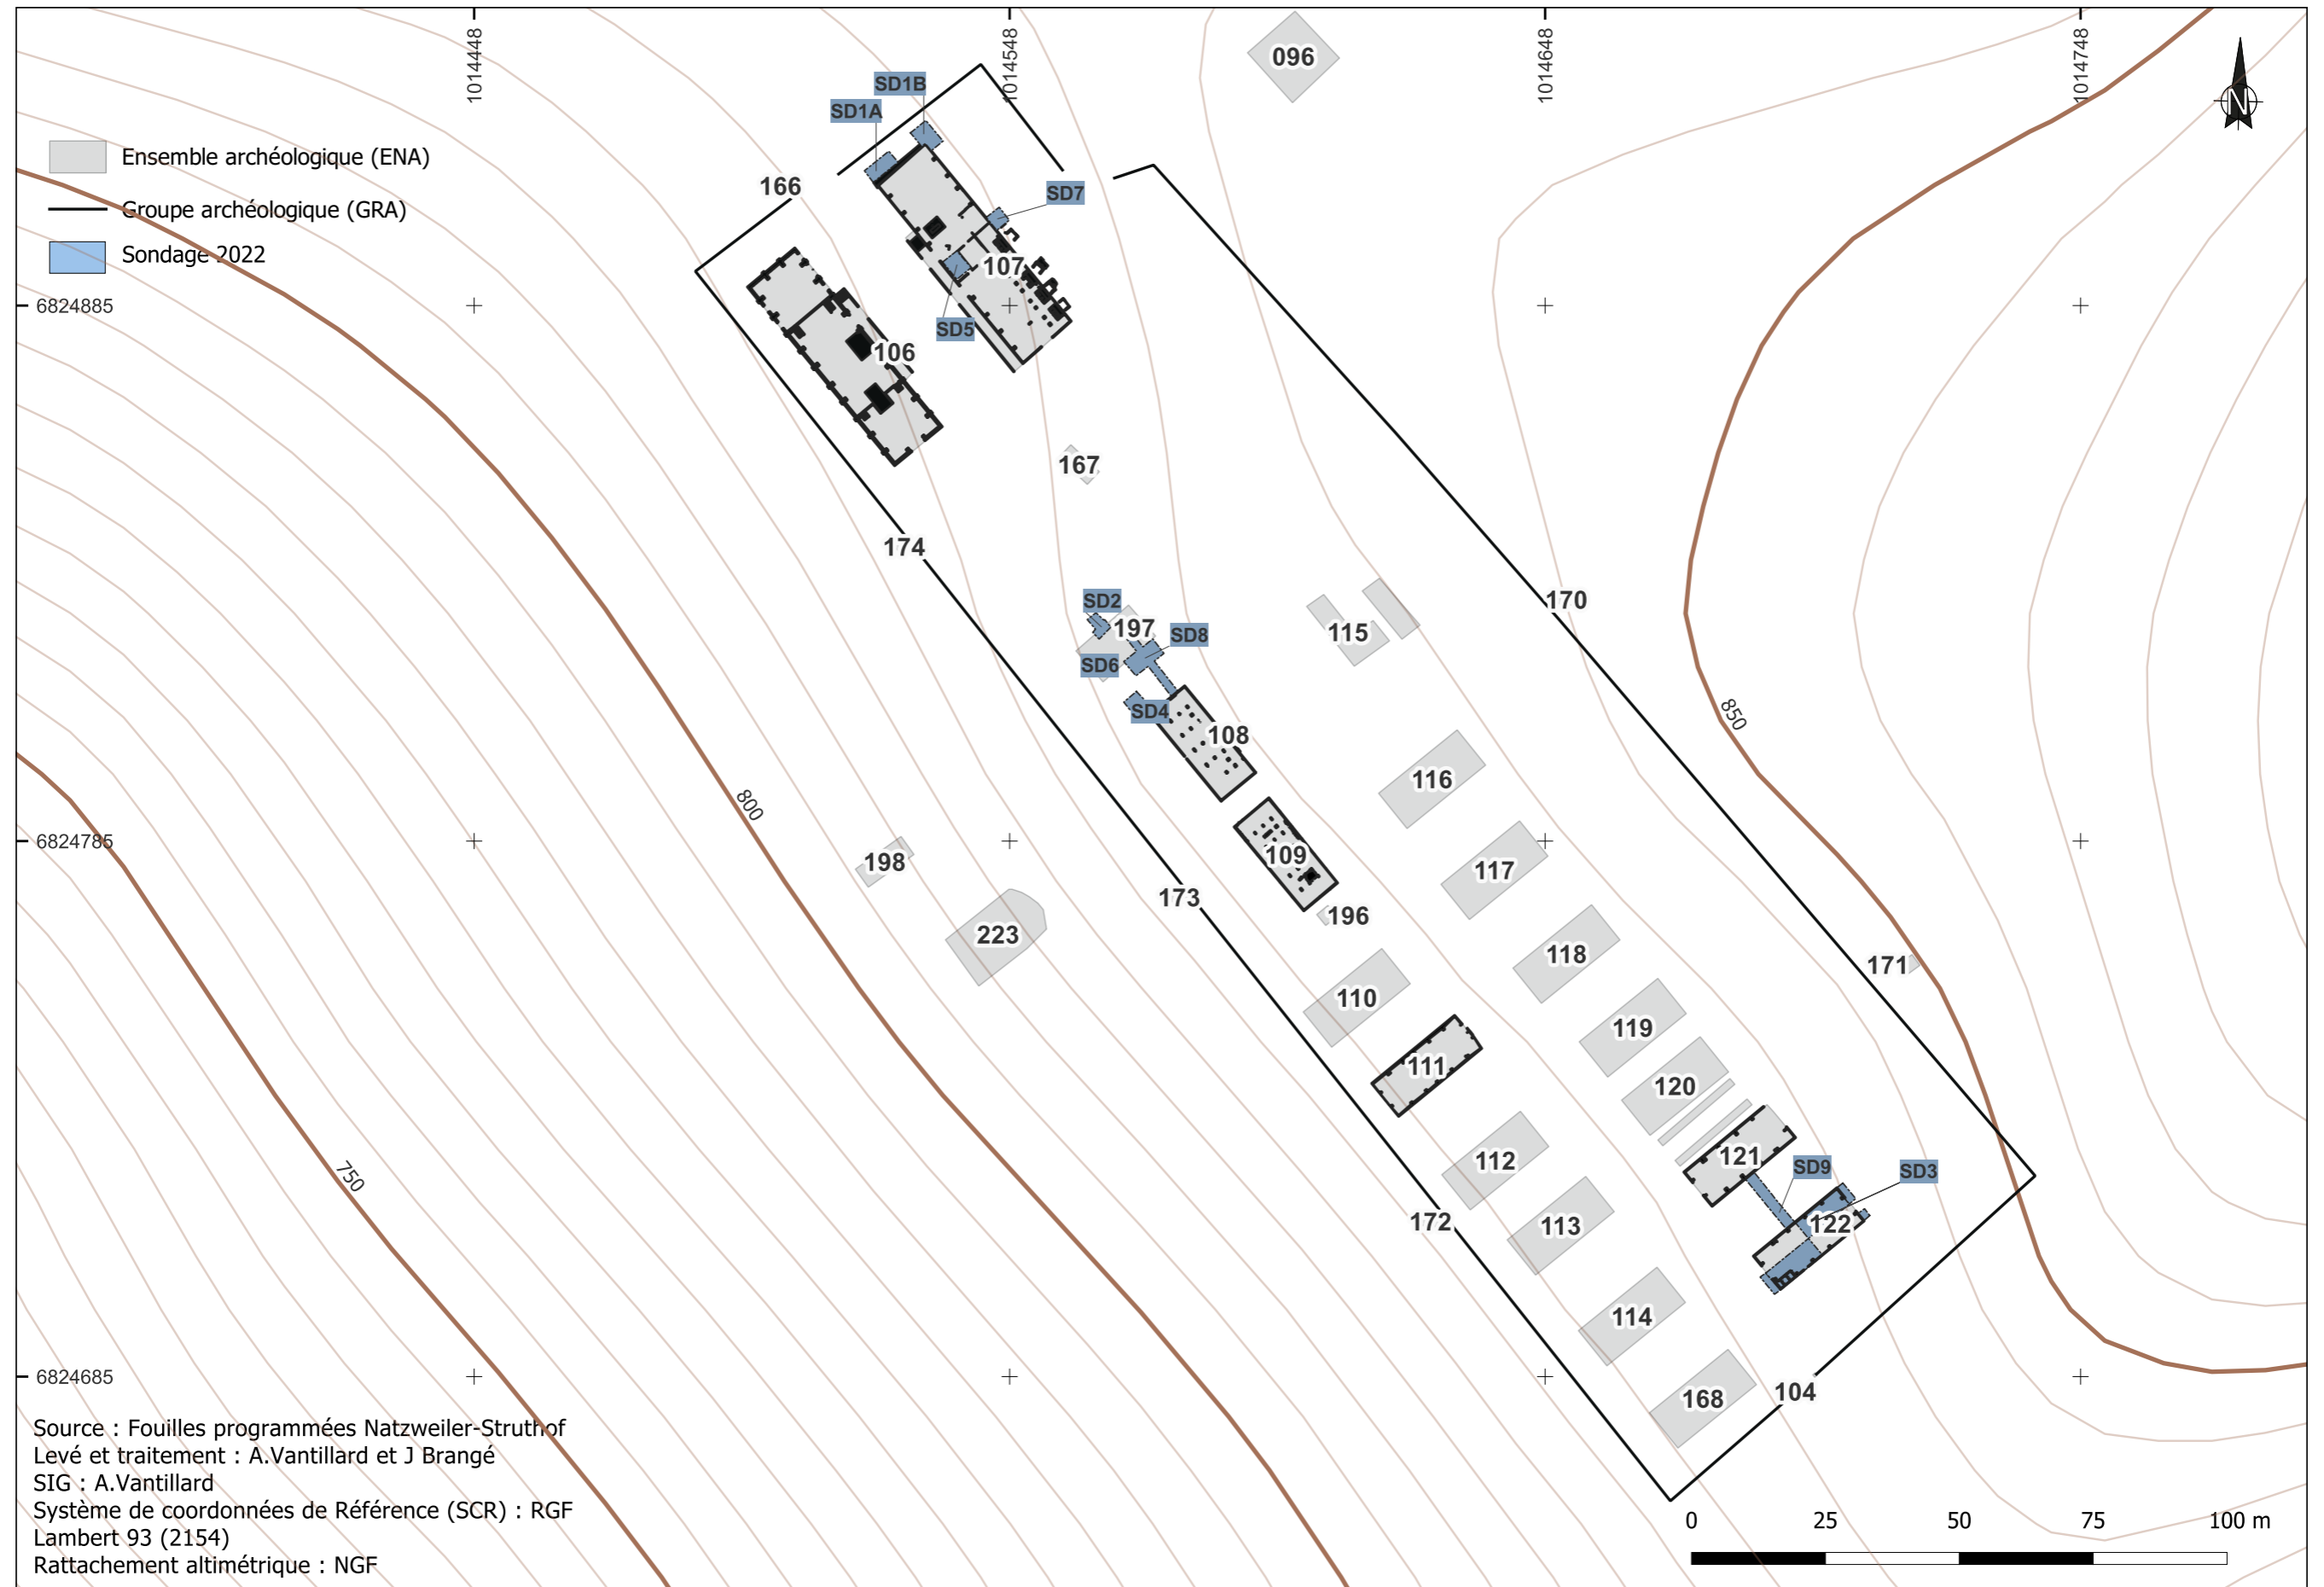 1014448
1014548
1014648
1014748
096
SD1B
SD1A
N
Ensemble archéologique (ENA)
166
SD7
Groupe archéologique (GRA)
Sondage 2022
107
6824885
SD5
106
167
174
SD2
170
197
115
SD8
SD6
SD4
850
108
116
800
6824785
109
198
117
173
196
223
118
171
110
119
111
120
121
112
SD9
SD3
750
172
113
122
114
6824685
104
168
Source : Fouilles programmées Natzweiler-Struthof
Levé et traitement : A.Vantillard et J Brangé
SIG : A.Vantillard
Système de coordonnées de Référence (SCR) : RGF
Lambert 93 (2154)
Rattachement altimétrique : NGF
0 25 50 75 100 m